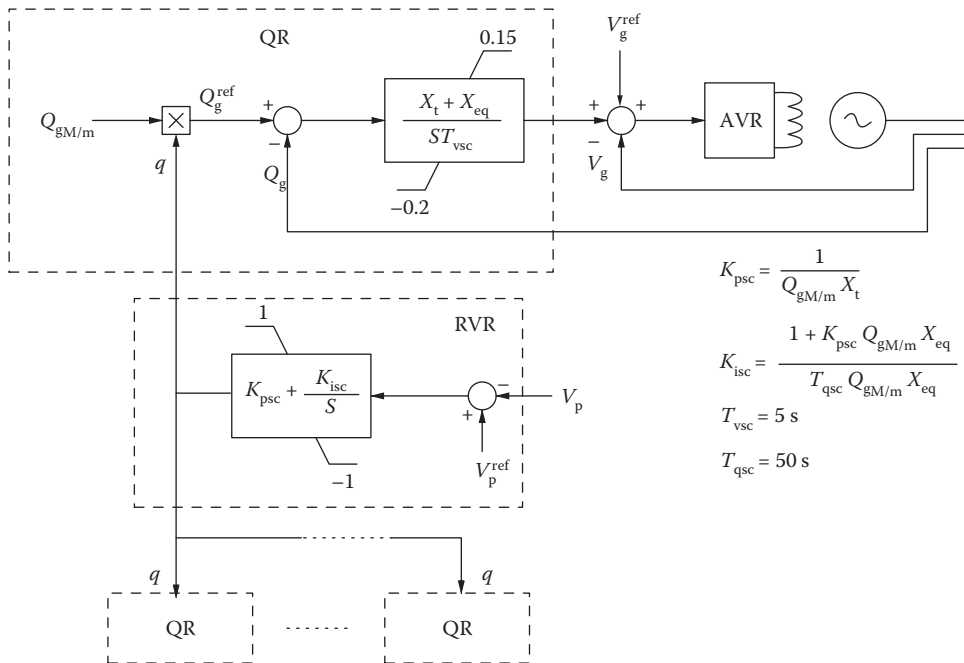 QR
0.15
V_g^ref
Q_gM/m
×
Q_g^ref
+
−
X_t + X_eq
ST_vsc
+
+
−
AVR
q
Q_g
V_g
−0.2
K_psc = 1 / (Q_gM/m X_t)
RVR
1
K_psc + K_isc / S
−
+
V_p
V_p^ref
−1
K_isc = (1 + K_psc Q_gM/m X_eq) / (T_qsc Q_gM/m X_eq)
T_vsc = 5 s
T_qsc = 50 s
q
q
QR
QR